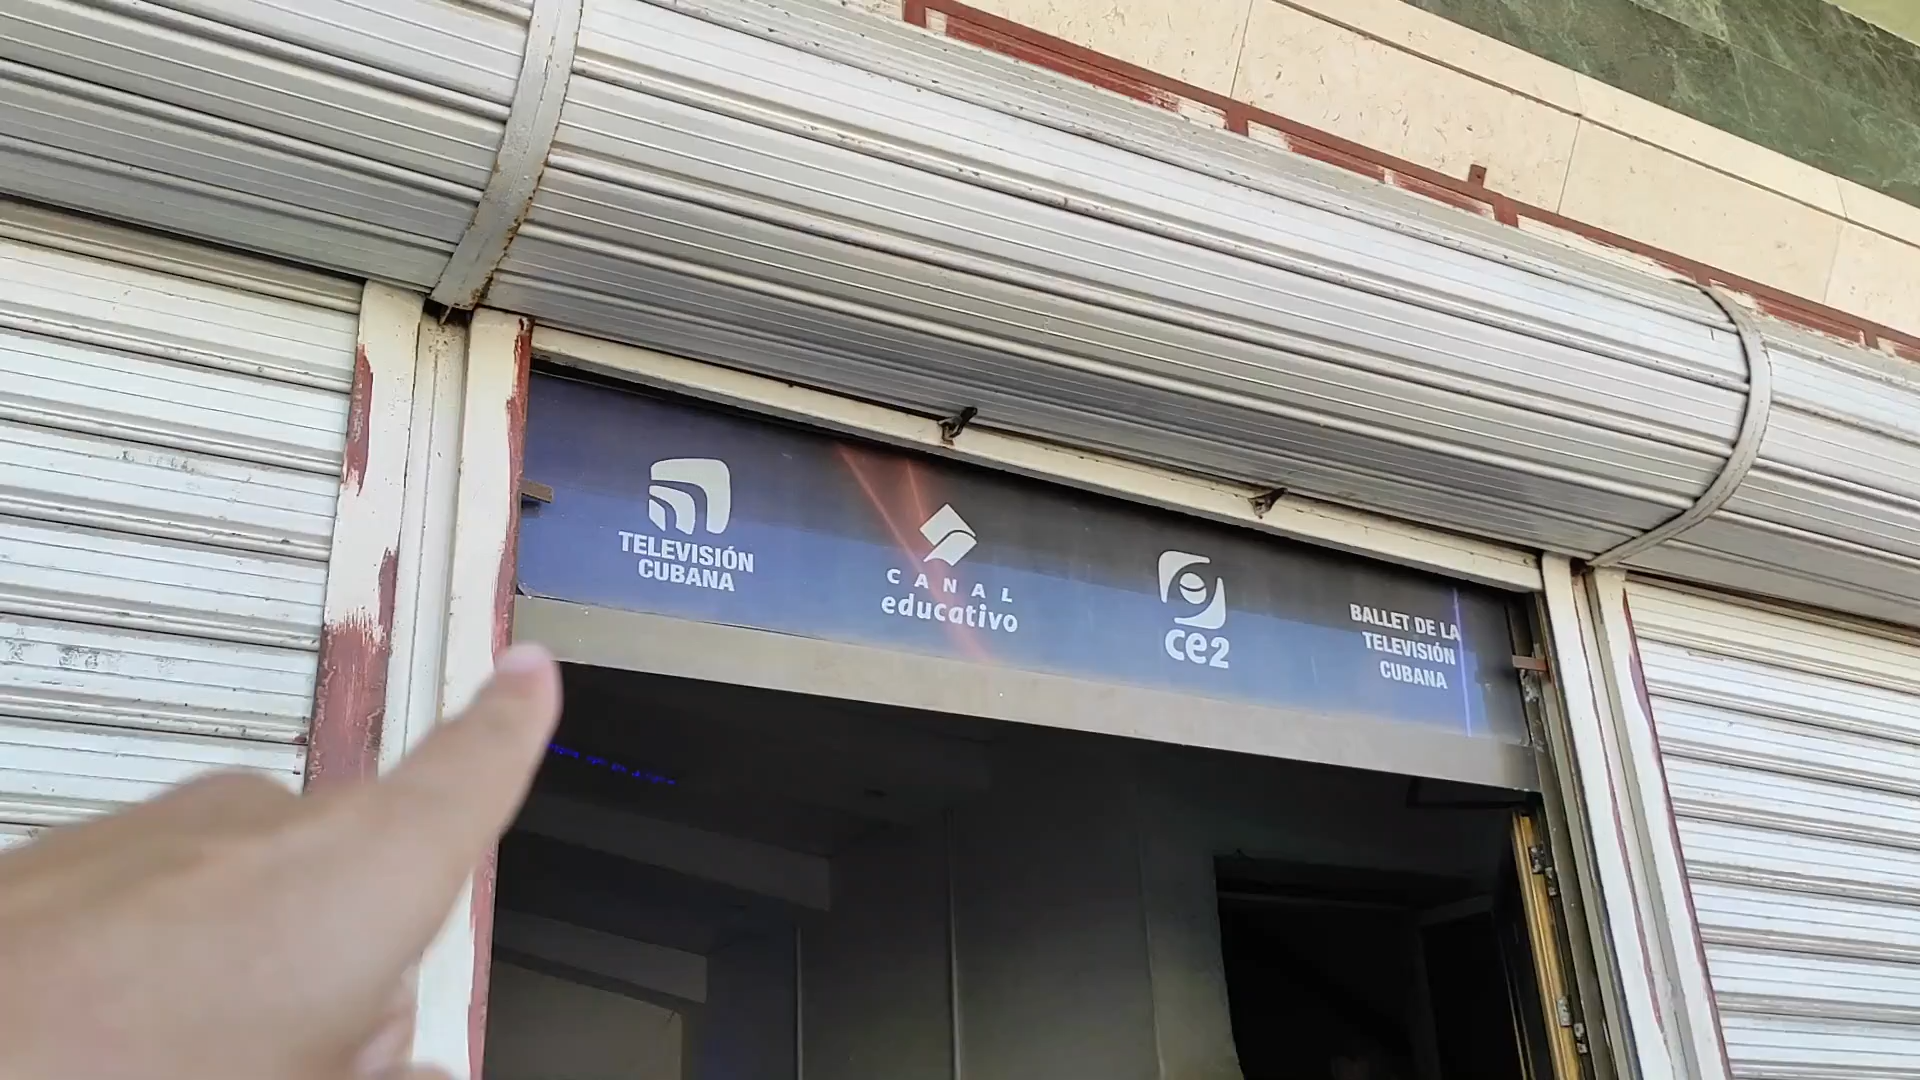 TELEVISIÓN
CUBANA
CANAL
educativo
ce2
BALLET DE LA
TELEVISIÓN
CUBANA